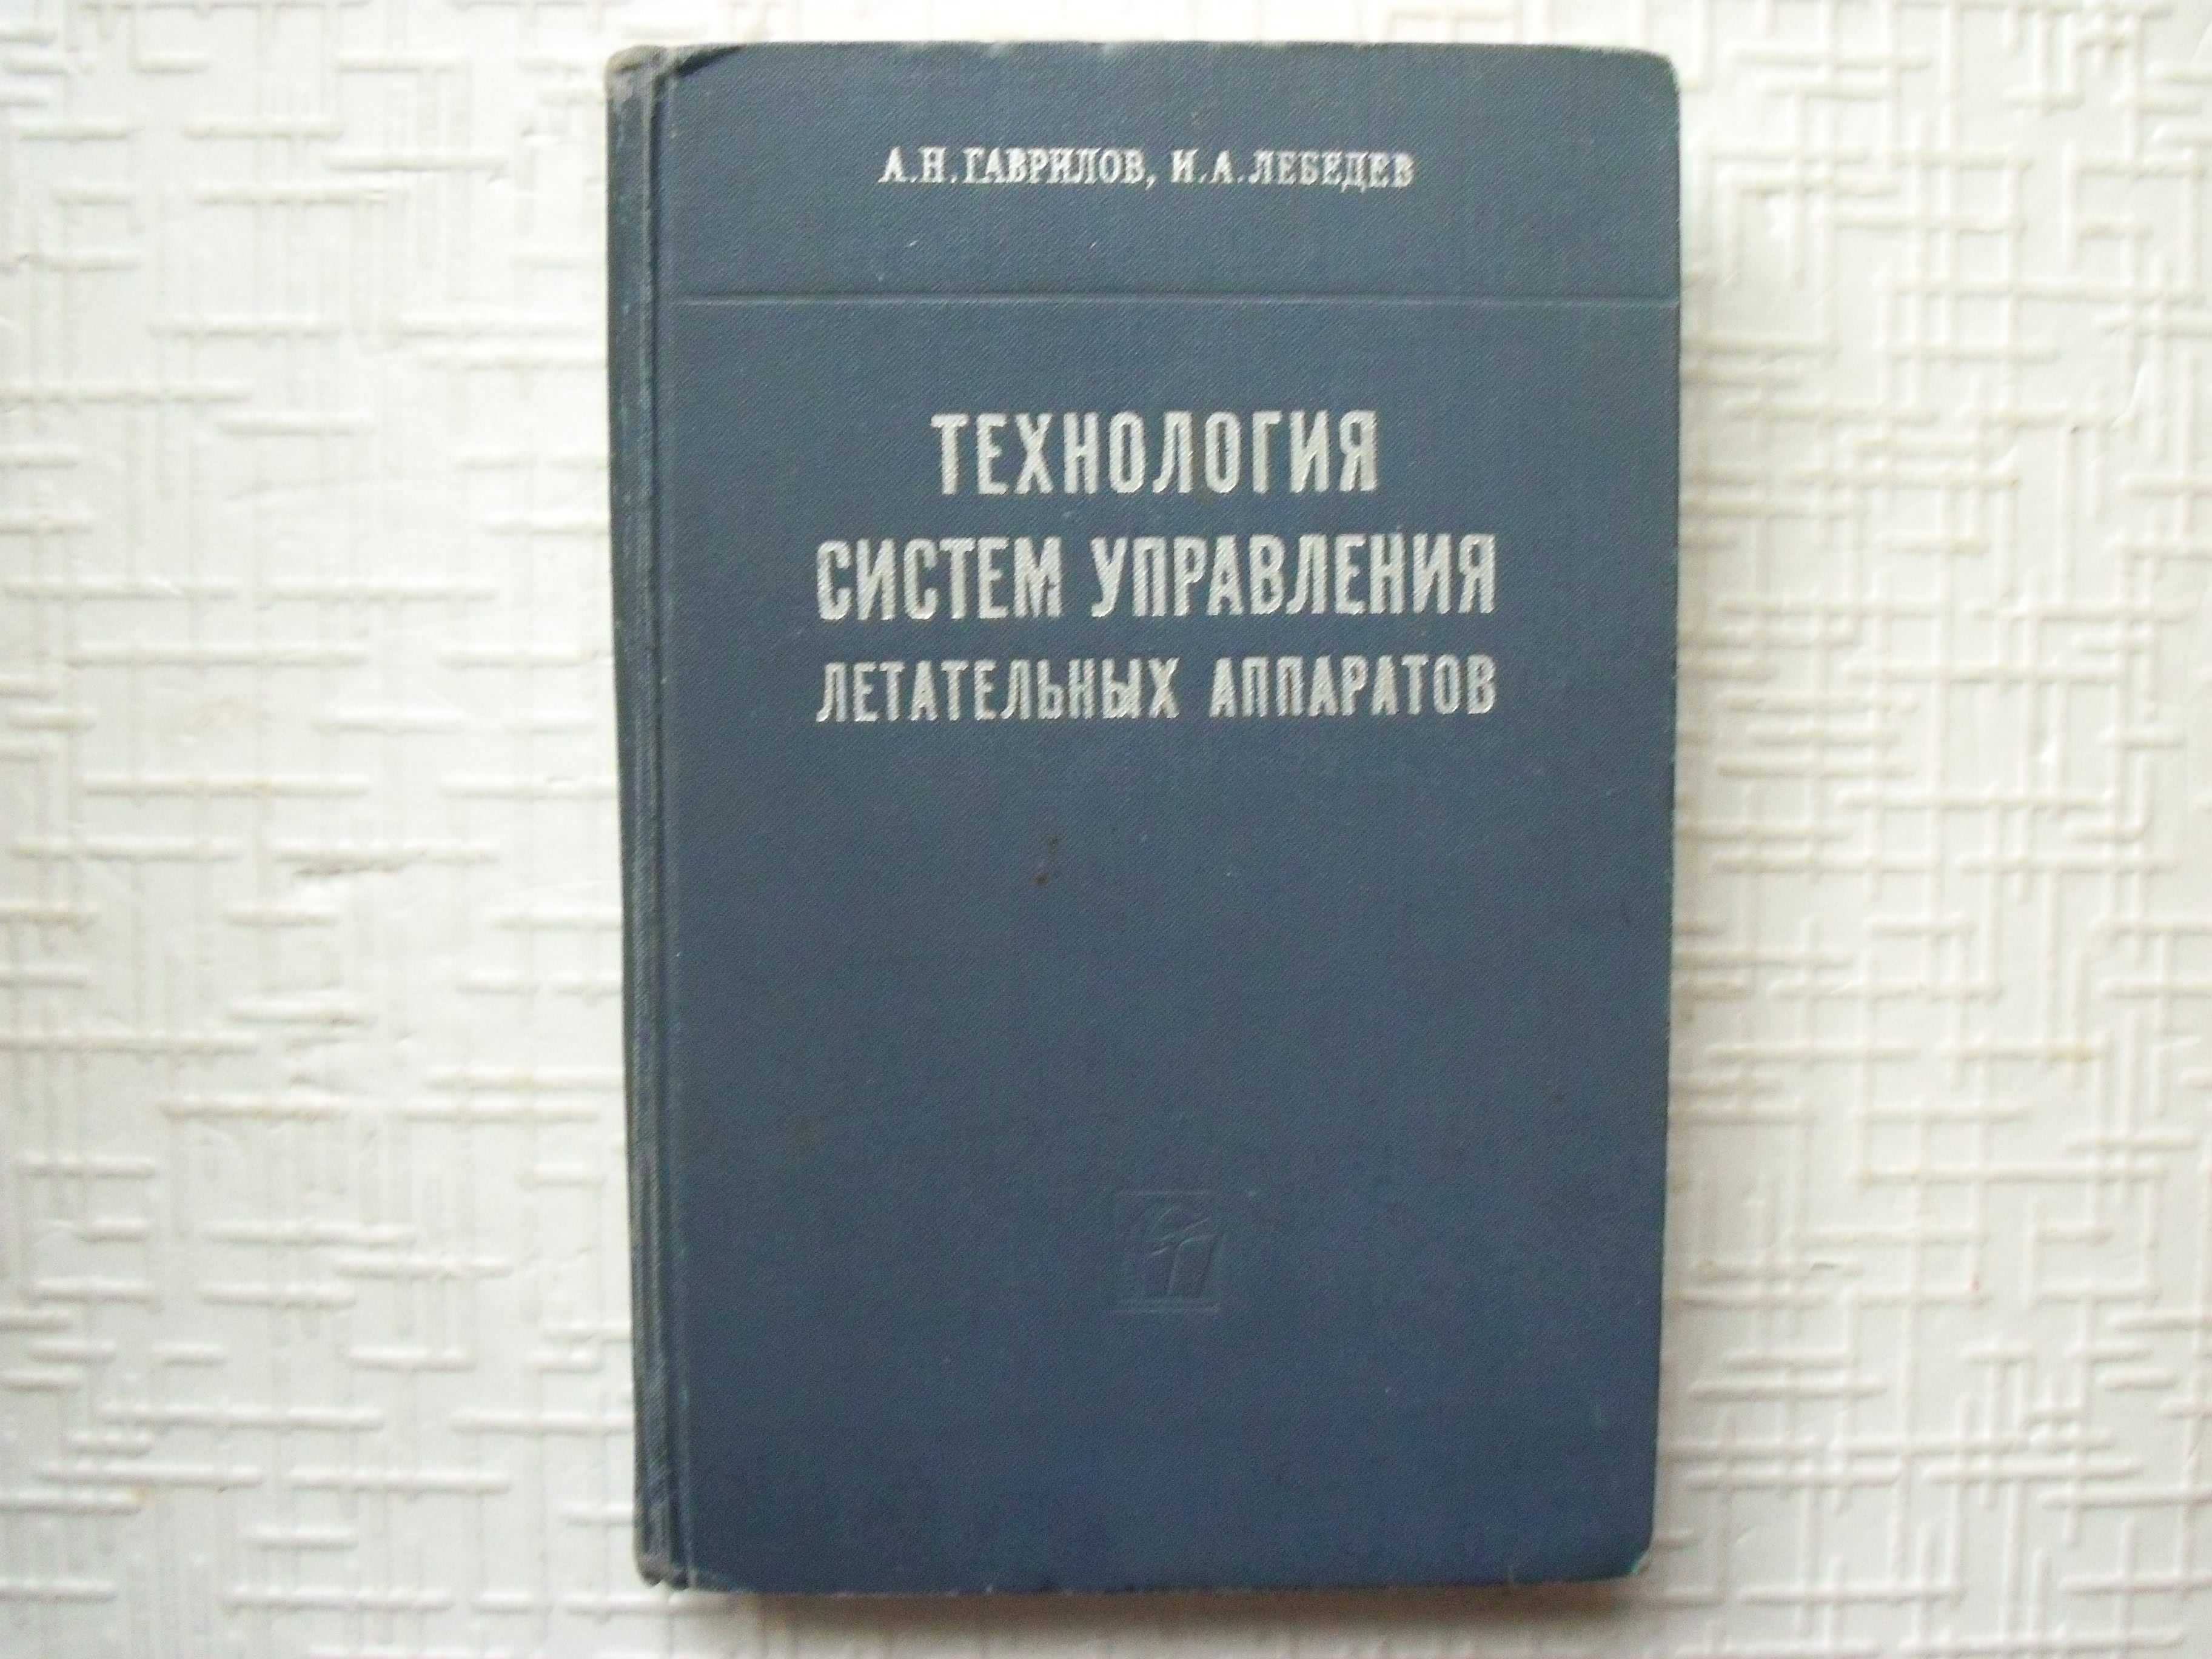 А.Н.ГАВРИЛОВ, И.А.ЛЕБЕДЕВ
ТЕХНОЛОГИЯ
СИСТЕМ УПРАВЛЕНИЯ
ЛЕТАТЕЛЬНЫХ АППАРАТОВ